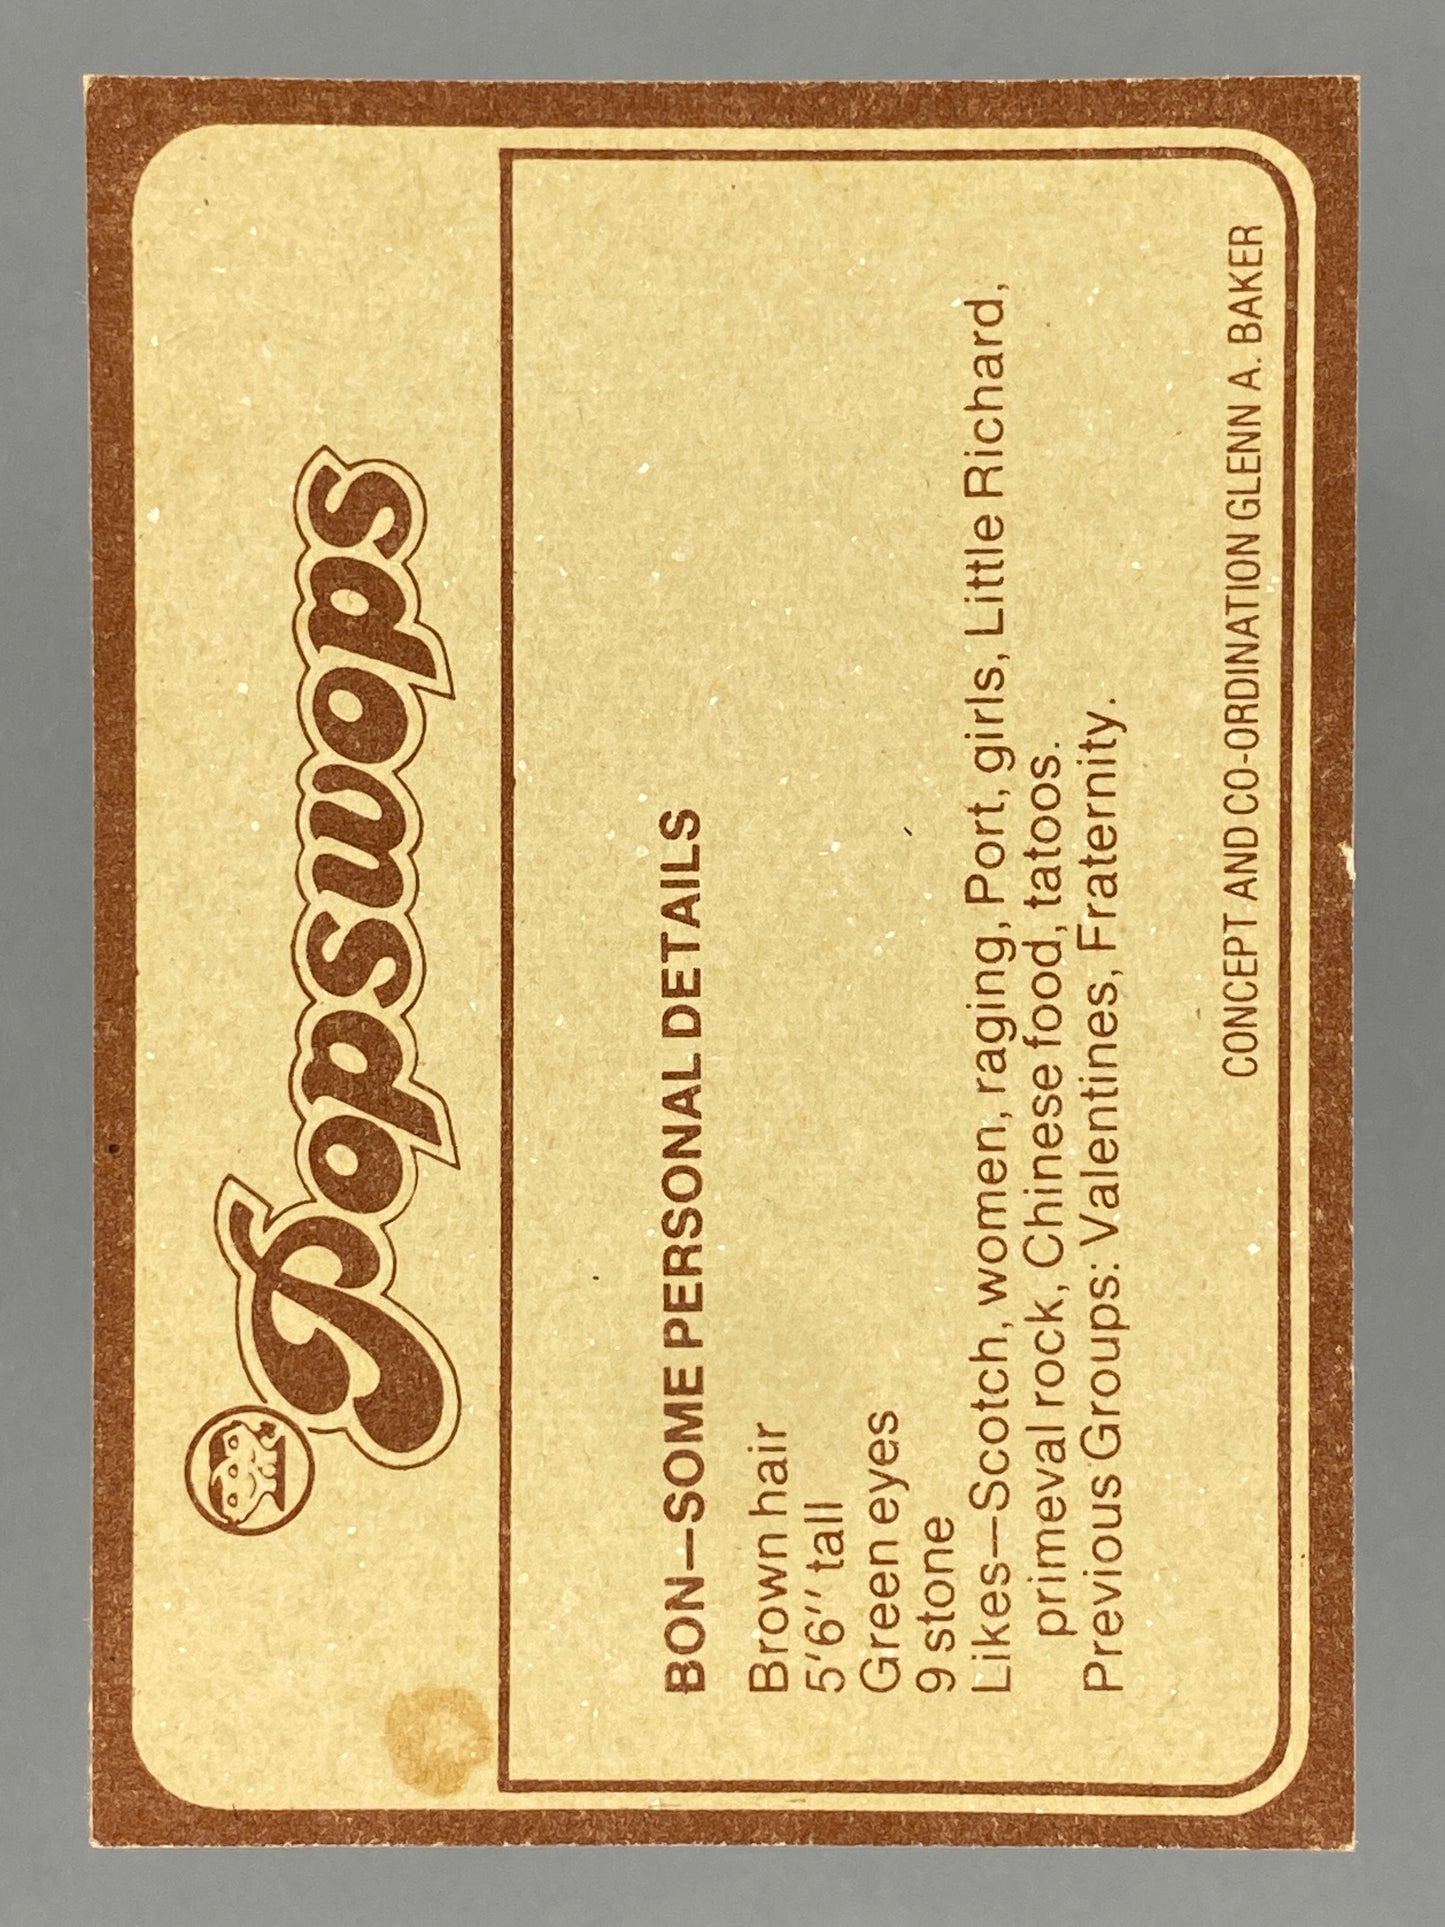 Popswops
BON—SOME PERSONAL DETAILS
Brown hair
5'6'' tall
Green eyes
9 stone
Likes—Scotch, women, raging, Port, girls, Little Richard,
primeval rock, Chinese food, tatoos.
Previous Groups: Valentines, Fraternity.
CONCEPT AND CO-ORDINATION GLENN A. BAKER